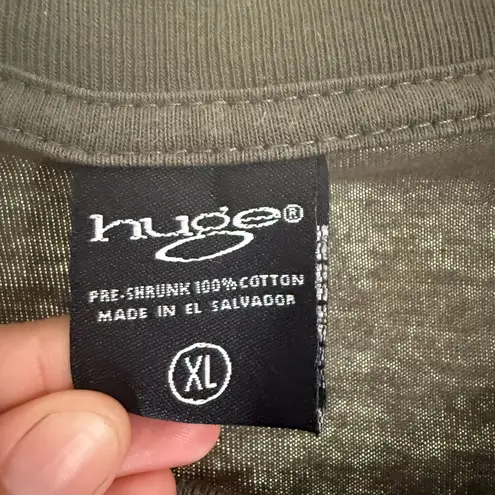 huge®
PRE-SHRUNK 100% COTTON
MADE IN EL SALVADOR
XL